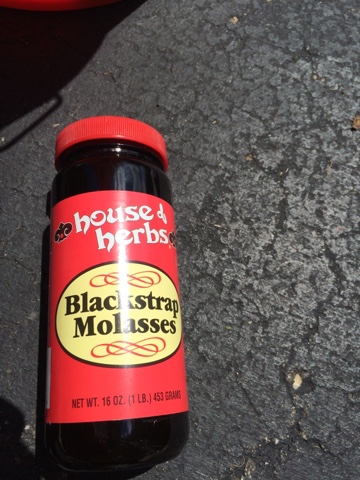 house of
herbs
Blackstrap
Molasses
NET WT. 16 OZ. (1 LB.) 453 GRAMS